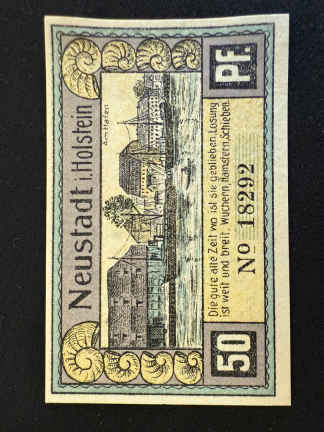 Neustadt i. Holstein
Am Hafen
Die gute alte Zeit wo ist sie geblieben, Losung
ist weit und breit, Wuchern, Hamstern, Schieben.
50
No 18292
PF.